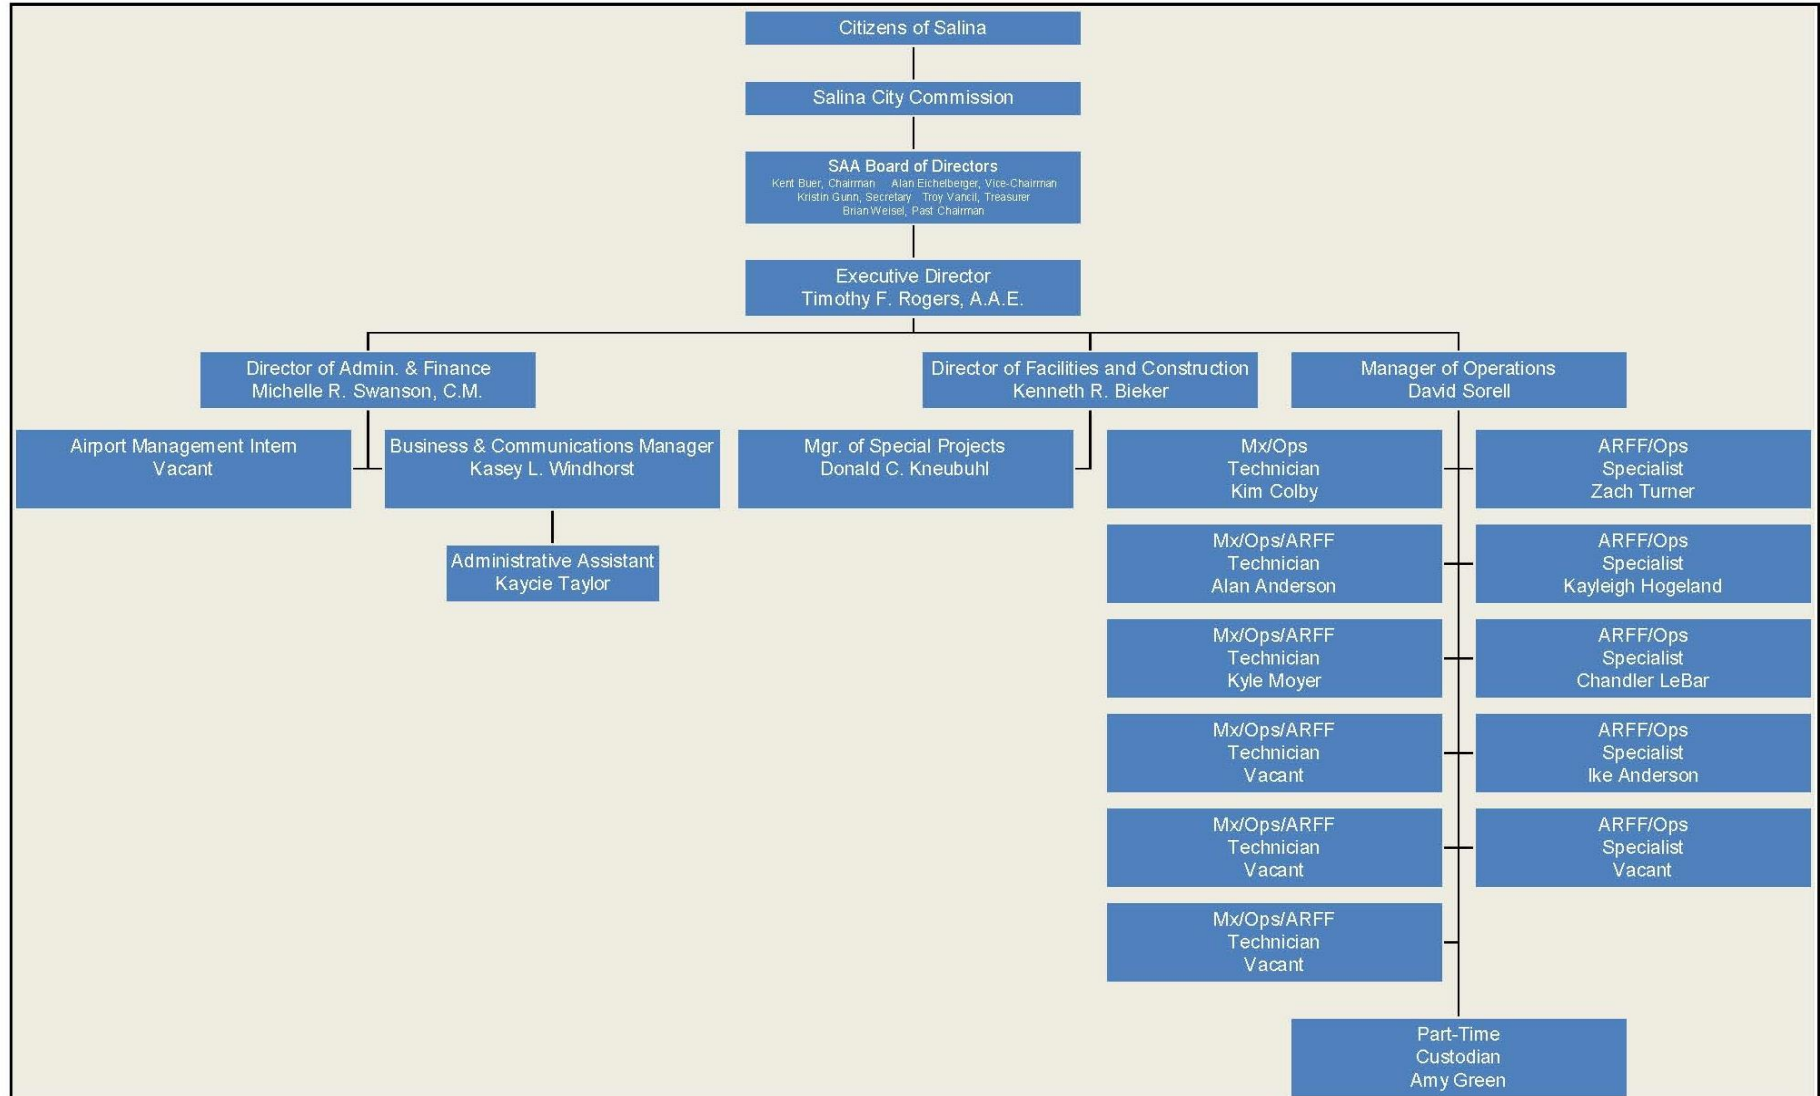 Citizens of Salina
Salina City Commission
SAA Board of Directors
Kent Buer, Chairman Alan Eichelberger, Vice-Chairman
Kristin Gunn, Secretary Troy Vancil, Treasurer
Brian Weisel, Past Chairman
Executive Director
Timothy F. Rogers, A.A.E.
Director of Admin. & Finance
Michelle R. Swanson, C.M.
Director of Facilities and Construction
Kenneth R. Bieker
Manager of Operations
David Sorell
Airport Management Intern
Vacant
Business & Communications Manager
Kasey L. Windhorst
Mgr. of Special Projects
Donald C. Kneubuhl
Mx/Ops
Technician
Kim Colby
ARFF/Ops
Specialist
Zach Turner
Administrative Assistant
Kaycie Taylor
Mx/Ops/ARFF
Technician
Alan Anderson
ARFF/Ops
Specialist
Kayleigh Hogeland
Mx/Ops/ARFF
Technician
Kyle Moyer
ARFF/Ops
Specialist
Chandler LeBar
Mx/Ops/ARFF
Technician
Vacant
ARFF/Ops
Specialist
Ike Anderson
Mx/Ops/ARFF
Technician
Vacant
ARFF/Ops
Specialist
Vacant
Mx/Ops/ARFF
Technician
Vacant
Part-Time
Custodian
Amy Green